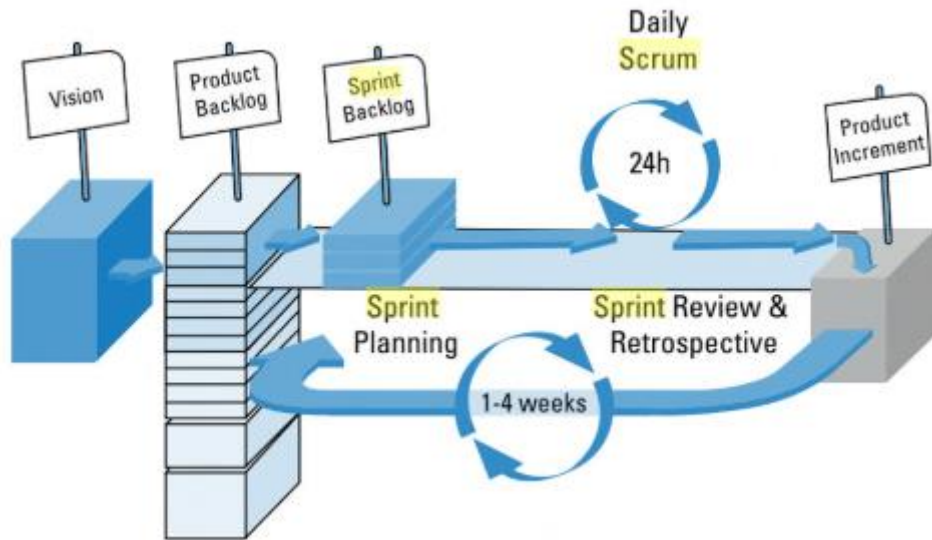 Daily
Scrum
Vision
Product
Backlog
Sprint
Backlog
24h
Product
Increment
Sprint
Planning
Sprint Review &
Retrospective
1-4 weeks